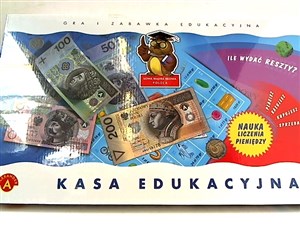 GRA I ZABAWKA EDUKACYJNA
ILE WYDAĆ RESZTY?
100
50
200
NAUKA
LICZENIA
PIENIĘDZY
A
KASA EDUKACYJNA